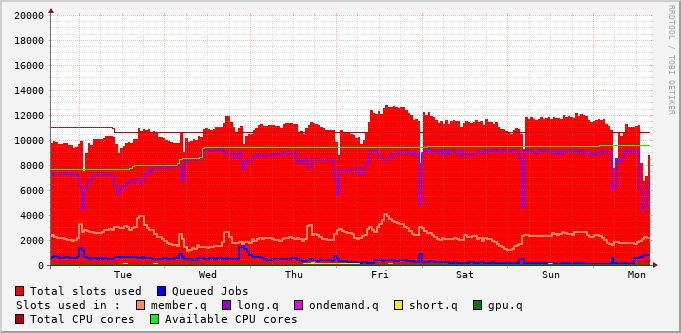 RRDTOOL / TOBI OETIKER
20000
18000
16000
14000
12000
10000
8000
6000
4000
2000
0
Tue Wed Thu Fri Sat Sun Mon
Total slots used Queued Jobs
Slots used in : member.q long.q ondemand.q short.q gpu.q
Total CPU cores Available CPU cores